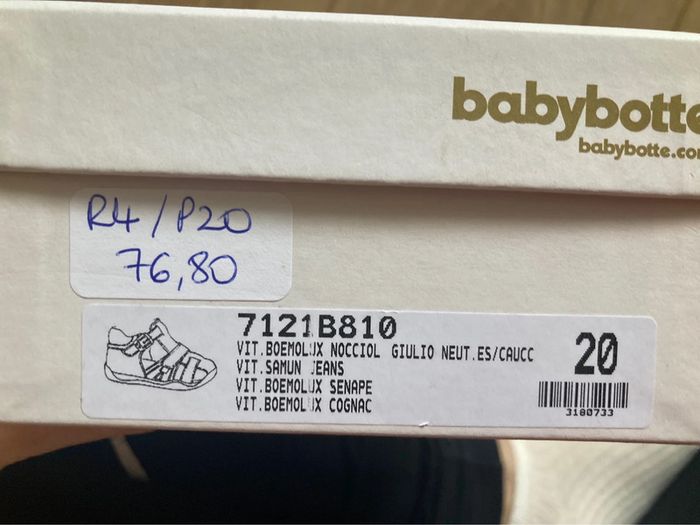 babybotte
babybotte.com
R4 / P20
76,80
7121B810
VIT.BOEMOLUX NOCCIOL GIULIO NEUT.ES/CAUCC
VIT.SAMUN JEANS
VIT.BOEMOLUX SENAPE
VIT.BOEMOLUX COGNAC
20
3180733